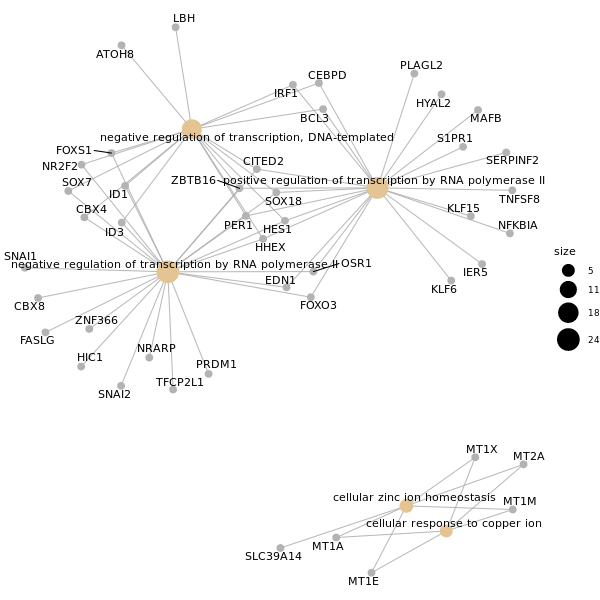 LBH
ATOH8
PLAGL2
CEBPD
IRF1
HYAL2
MAFB
BCL3
negative regulation of transcription, DNA-templated
S1PR1
FOXS1
SERPINF2
CITED2
NR2F2
ZBTB16
positive regulation of transcription by RNA polymerase II
SOX7
ID1
TNFSF8
SOX18
CBX4
KLF15
PER1
NFKBIA
HES1
ID3
HHEX
size
SNAI1
negative regulation of transcription by RNA polymerase II
OSR1
5
IER5
EDN1
KLF6
11
CBX8
FOXO3
18
ZNF366
FASLG
24
NRARP
HIC1
PRDM1
TFCP2L1
SNAI2
MT1X
MT2A
cellular zinc ion homeostasis
MT1M
cellular response to copper ion
MT1A
SLC39A14
MT1E